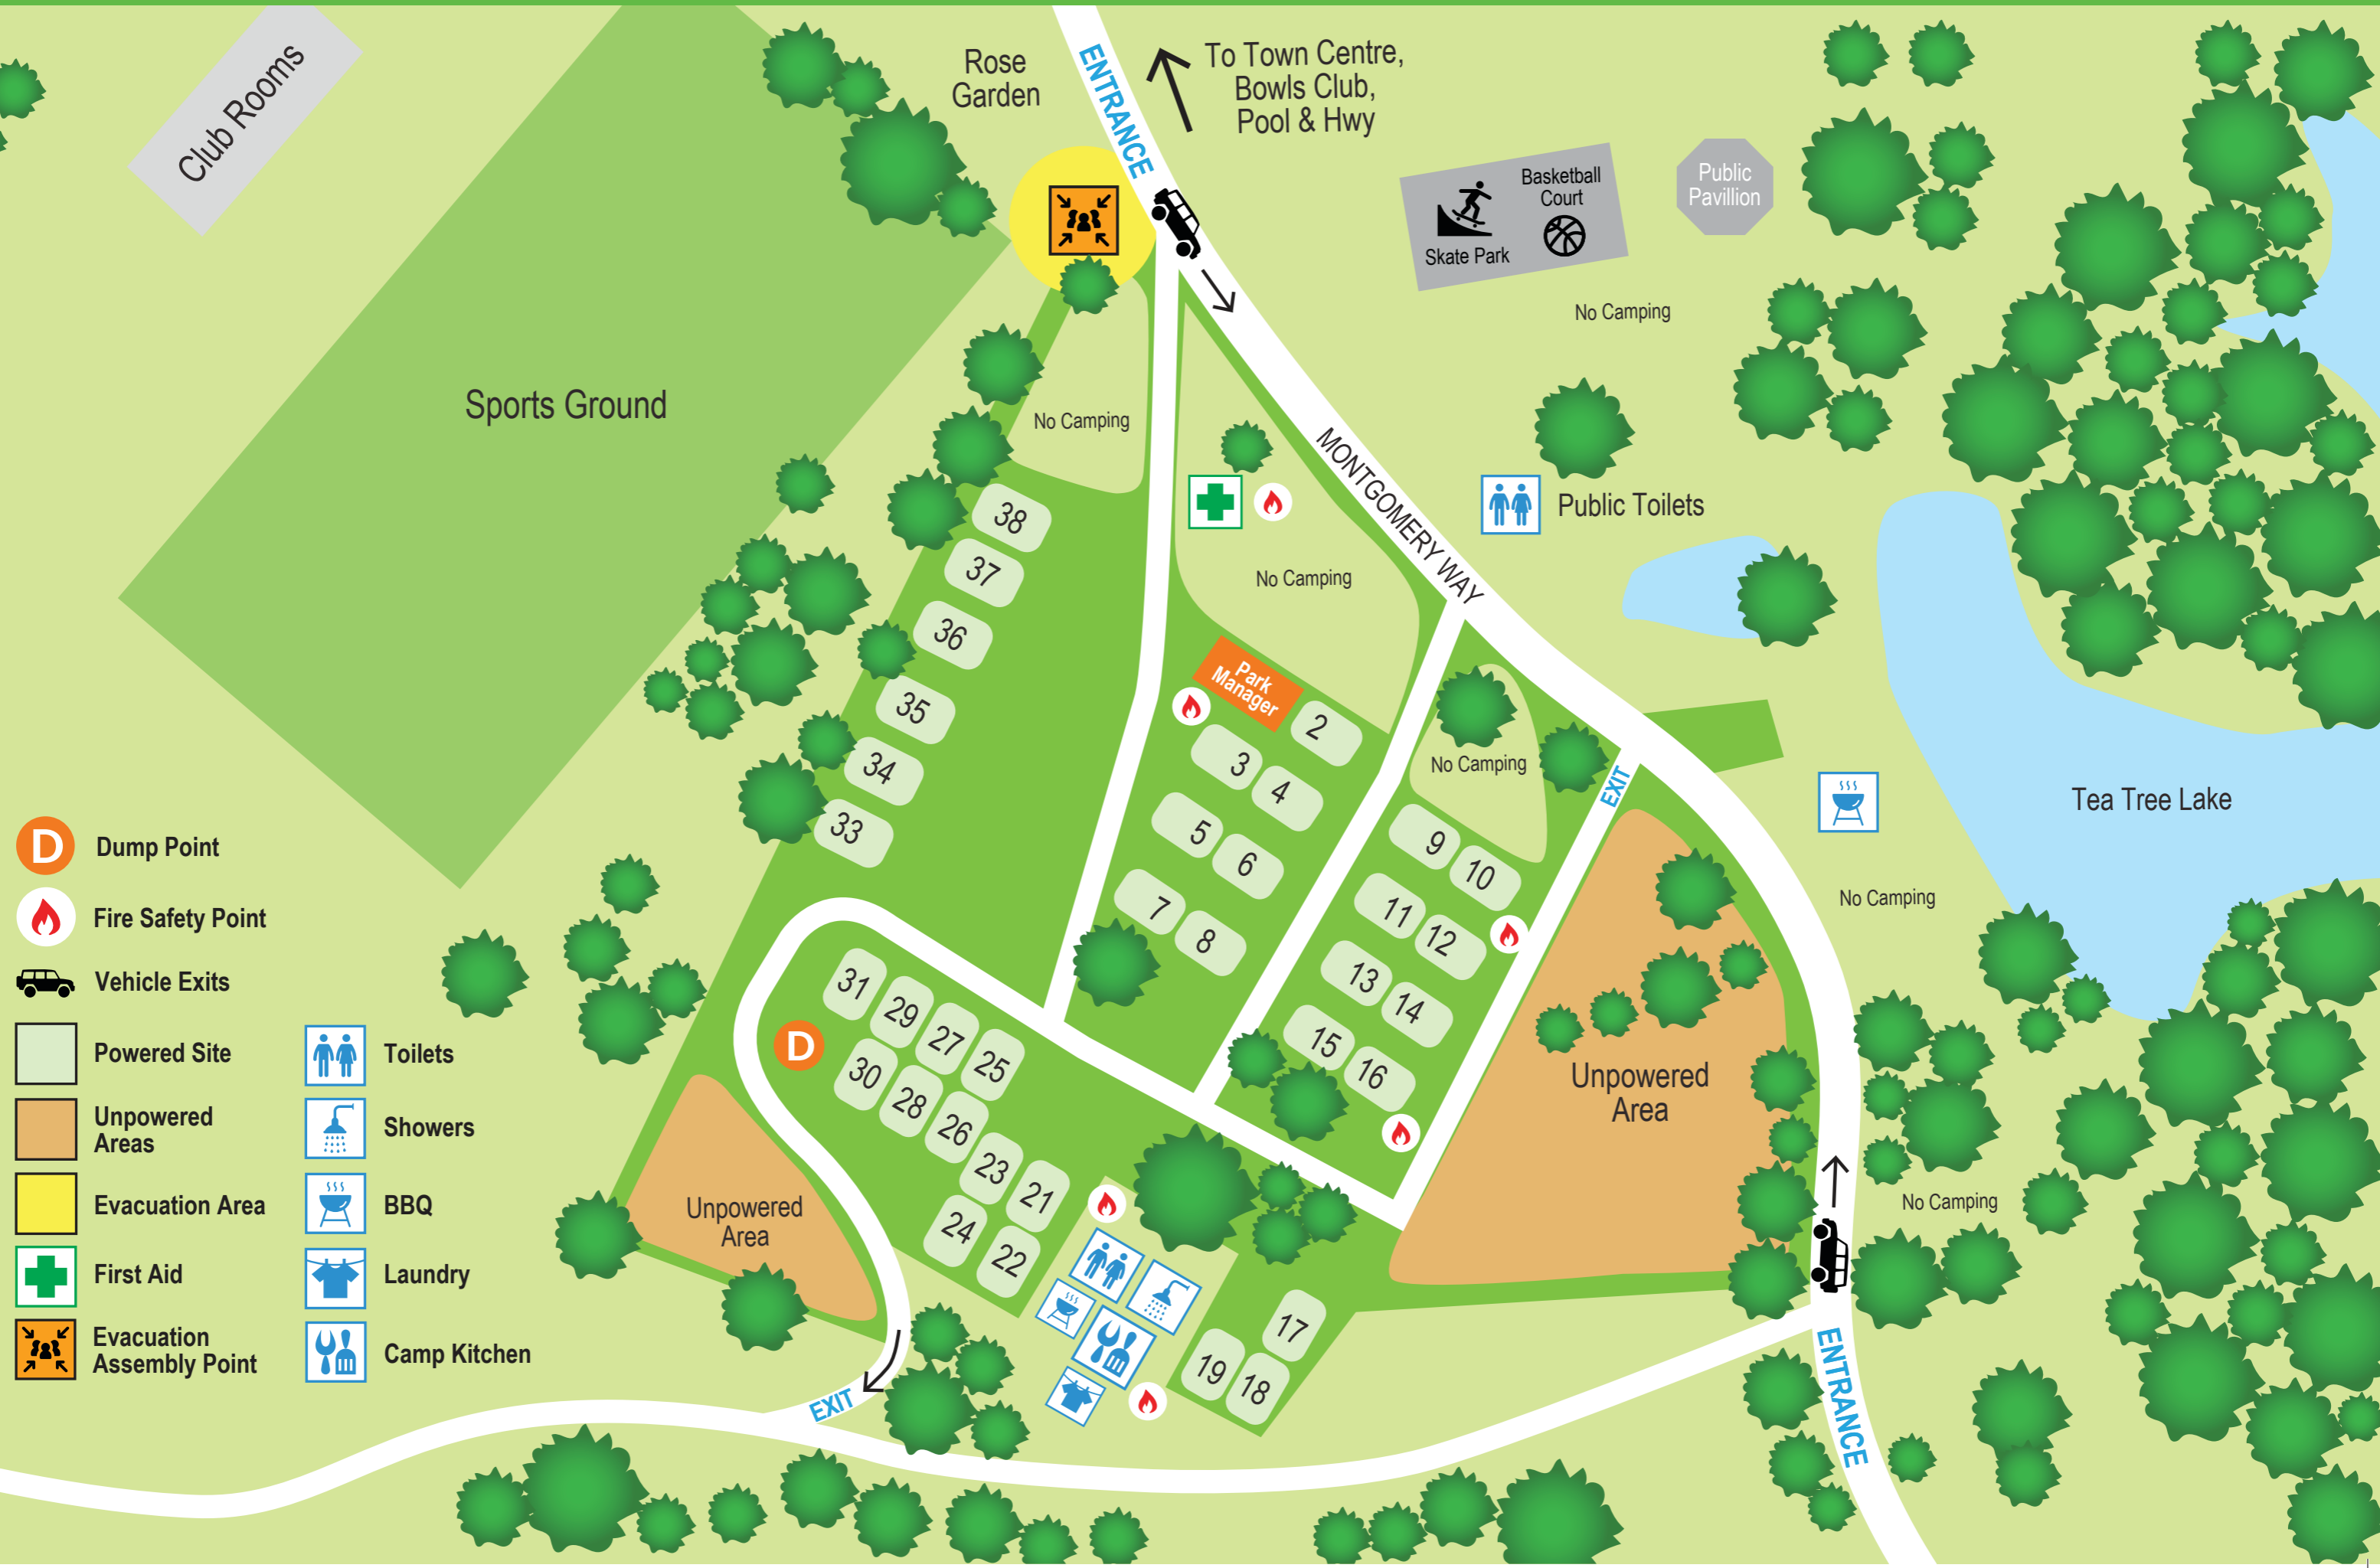 Club Rooms
Rose
Garden
ENTRANCE
To Town Centre,
Bowls Club,
Pool & Hwy
Skate Park
Basketball
Court
Public
Pavillion
No Camping
Sports Ground
No Camping
MONTGOMERY WAY
Public Toilets
No Camping
38
37
36
35
34
33
Park
Manager
2
3
4
5
6
7
8
No Camping
EXIT
9
10
11
12
13
14
15
16
Tea Tree Lake
No Camping
Unpowered
Area
No Camping
31
29
27
25
D
30
28
26
23
21
24
22
Unpowered
Area
17
19
18
EXIT
ENTRANCE
D
Dump Point
Fire Safety Point
Vehicle Exits
Powered Site
Unpowered
Areas
Evacuation Area
First Aid
Evacuation
Assembly Point
Toilets
Showers
BBQ
Laundry
Camp Kitchen